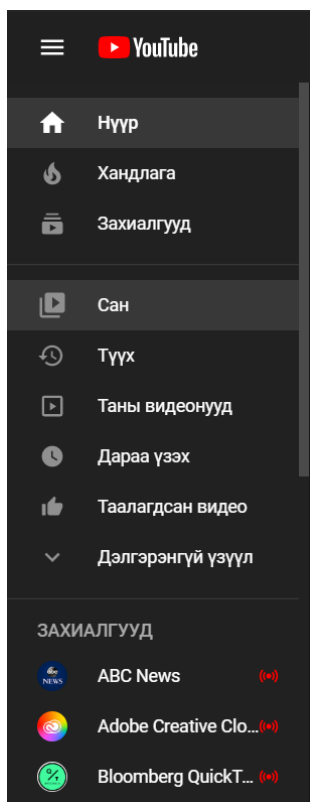 YouTube
Нүүр
Хандлага
Захиалгууд
Сан
Түүх
Таны видеонууд
Дараа үзэх
Таалагдсан видео
Дэлгэрэнгүй үзүүл
ЗАХИАЛГУУД
NEWS
ABC News
Adobe Creative Clo...
Bloomberg QuickT...